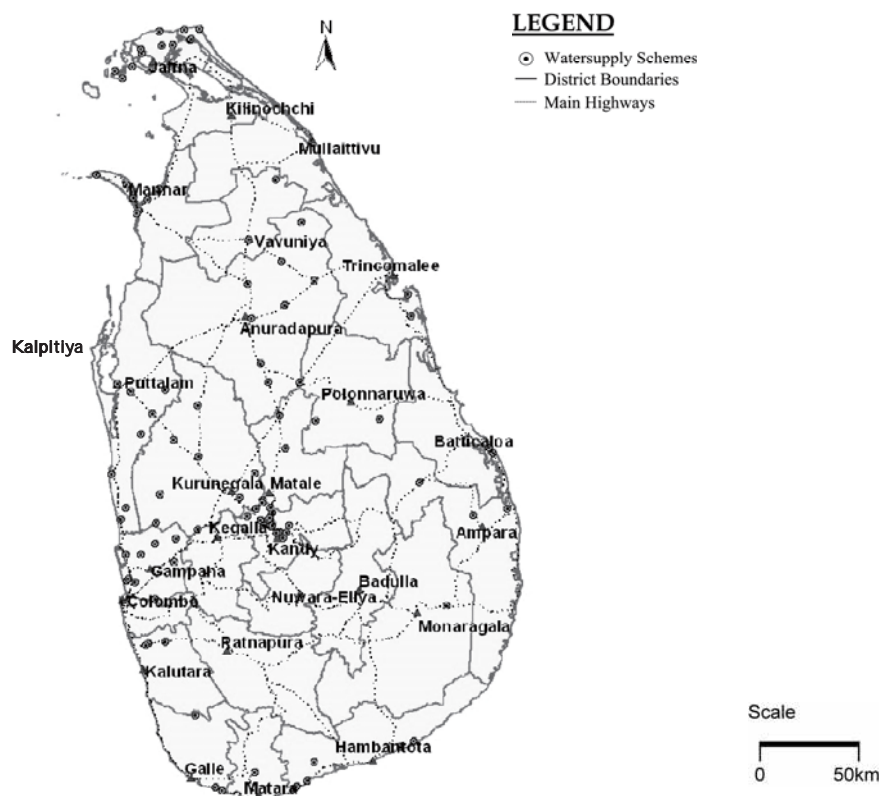 LEGEND
N
Watersupply Schemes
District Boundaries
Main Highways
Jaffna
Kilinochchi
Mullaittivu
Mannar
Vavuniya
Trincomalee
Anuradapura
Kalpitiya
Puttalam
Polonnaruwa
Batticaloa
Kurunegala
Matale
Kegalla
Ampara
Kandy
Gampaha
Badulla
Nuwara-Eliya
Colombo
Monaragala
Ratnapura
Kalutara
Scale
Hambantota
Galle
Matara
0 50km